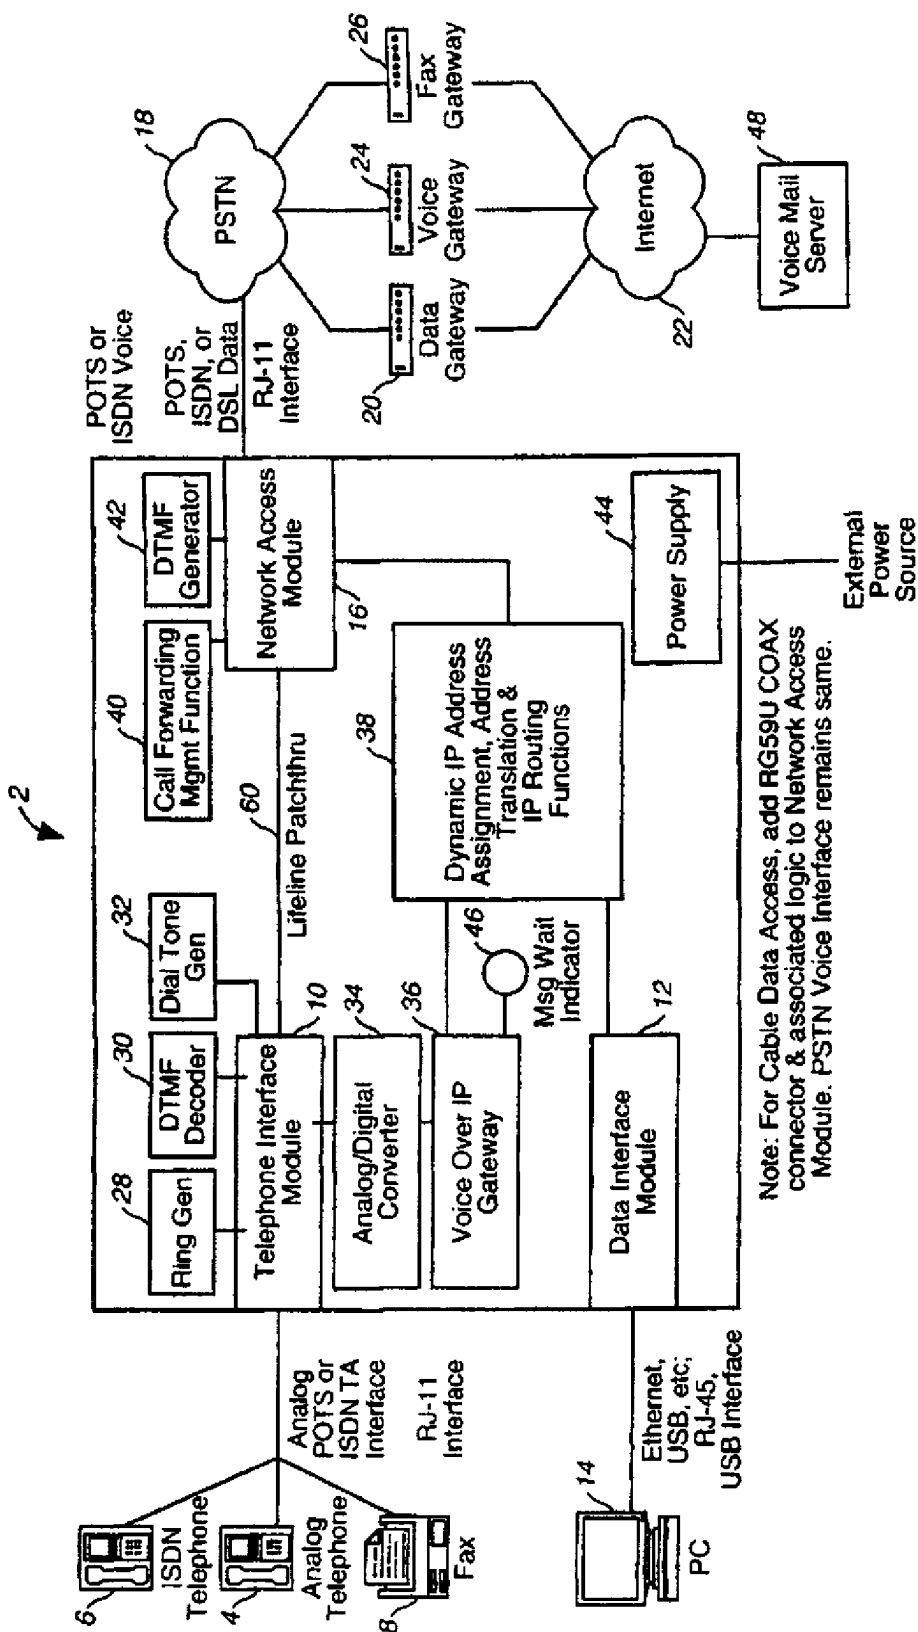 2
6
ISDN
Telephone
4
Analog
Telephone
8
Fax
14
PC
Analog
POTS or
ISDN TA
Interface
RJ-11
Interface
Ethernet,
USB, etc;
RJ-45,
USB Interface
28
Ring Gen
30
DTMF
Decoder
32
Dial Tone
Gen
40
Call Forwarding
Mgmt Function
42
DTMF
Generator
Telephone Interface
Module
10
60
Lifeline Patchthru
Network Access
Module
16
Analog/Digital
Converter
34
Voice Over IP
Gateway
36
46
Msg Wait
Indicator
38
Dynamic IP Address
Assignment, Address
Translation &
IP Routing
Functions
Data Interface
Module
12
44
Power Supply
External
Power
Source
Note: For Cable Data Access, add RG59U COAX
connector & associated logic to Network Access
Module. PSTN Voice Interface remains same.
POTS or
ISDN Voice
POTS,
ISDN, or
DSL Data
RJ-11
Interface
18
PSTN
20
Data
Gateway
24
Voice
Gateway
26
Fax
Gateway
22
Internet
48
Voice Mail
Server